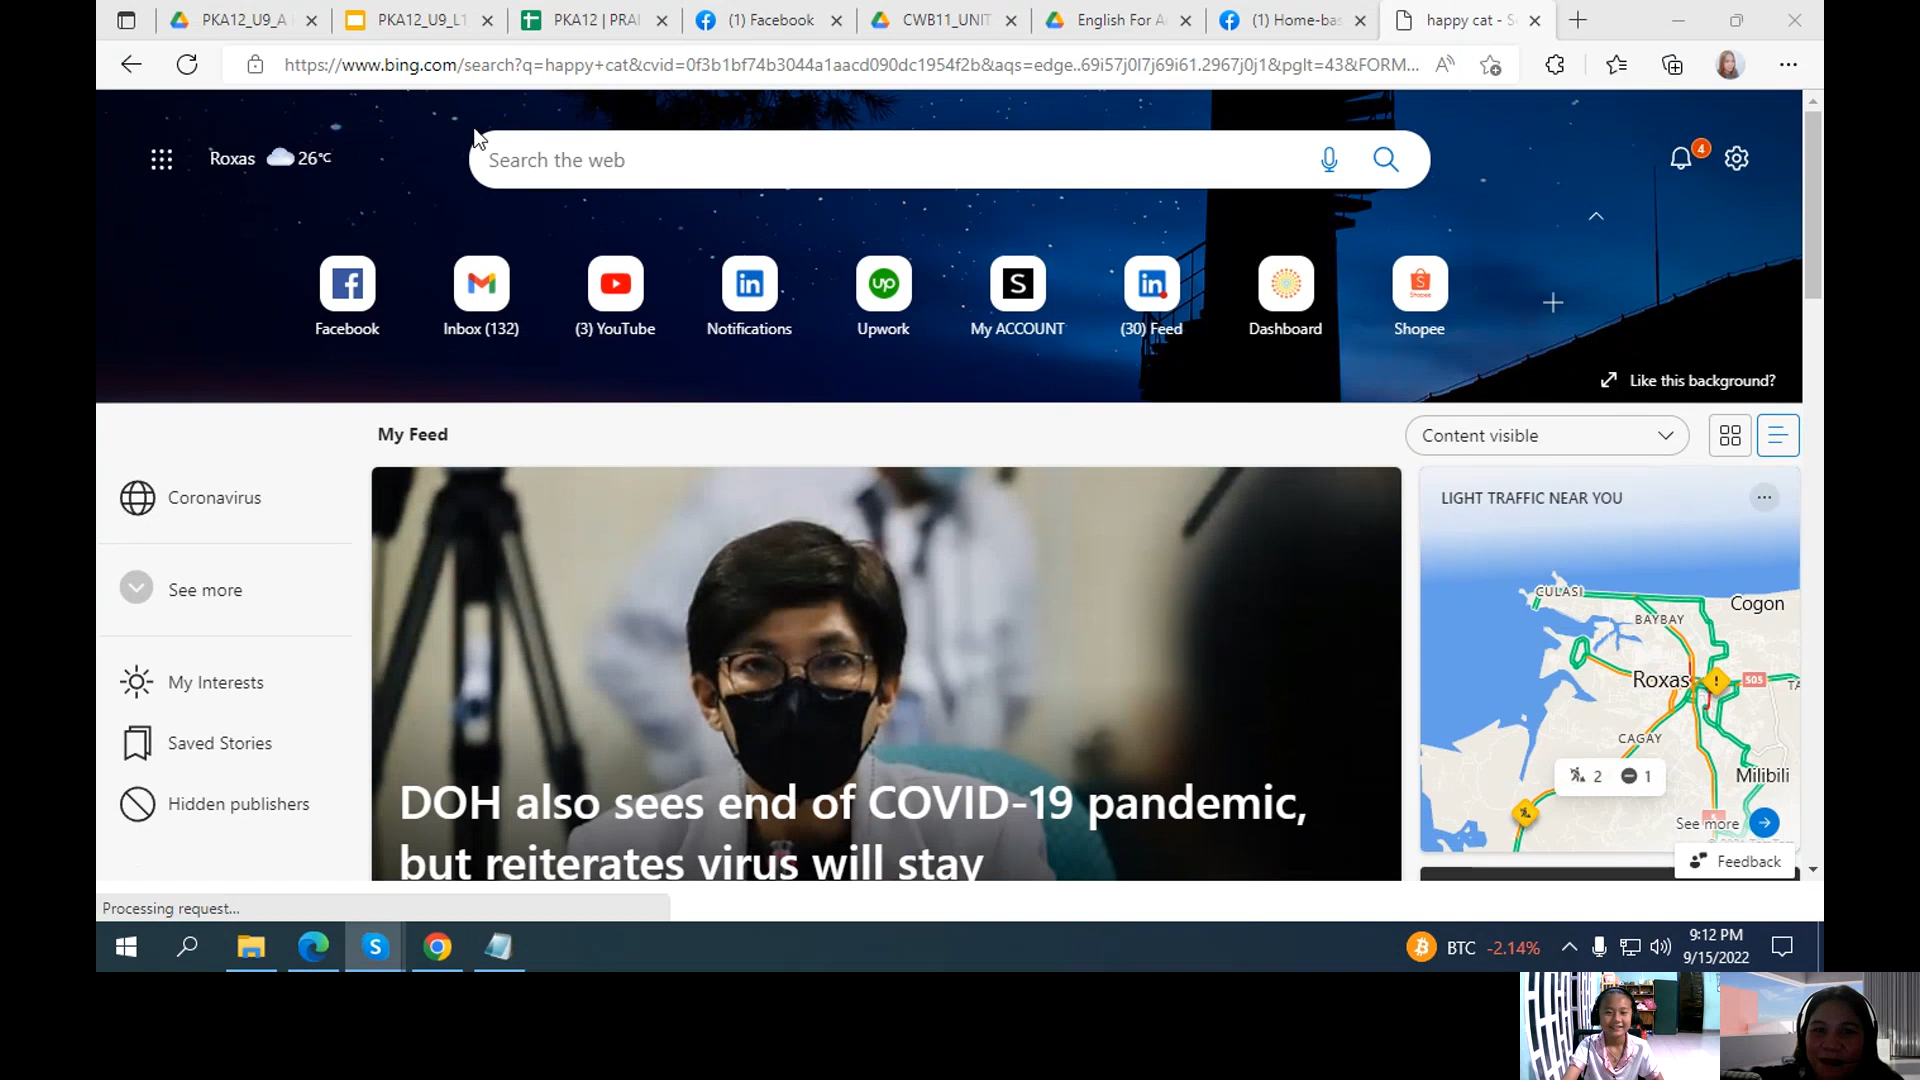 PKA12_U9_A
PKA12_U9_L1
PKA12 | PRAI
(1) Facebook
CWB11_UNIT
English For A
(1) Home-bas
happy cat - S
https://www.bing.com/search?q=happy+cat&cvid=0f3b1bf74b3044a1aacd090dc1954f2b&aqs=edge..69i57j0l7j69i61.2967j0j1&pglt=43&FORM...
Roxas 26°C
Search the web
4
Facebook
Inbox (132)
(3) YouTube
Notifications
Upwork
My ACCOUNT
(30) Feed
Dashboard
Shopee
Like this background?
My Feed
Content visible
Coronavirus
See more
My Interests
Saved Stories
Hidden publishers
DOH also sees end of COVID-19 pandemic,
but reiterates virus will stay
LIGHT TRAFFIC NEAR YOU
CULASI
Cogon
BAYBAY
Roxas
505
CAGAY
2
1
Milibili
See more
Feedback
Processing request...
BTC -2.14%
9:12 PM
9/15/2022